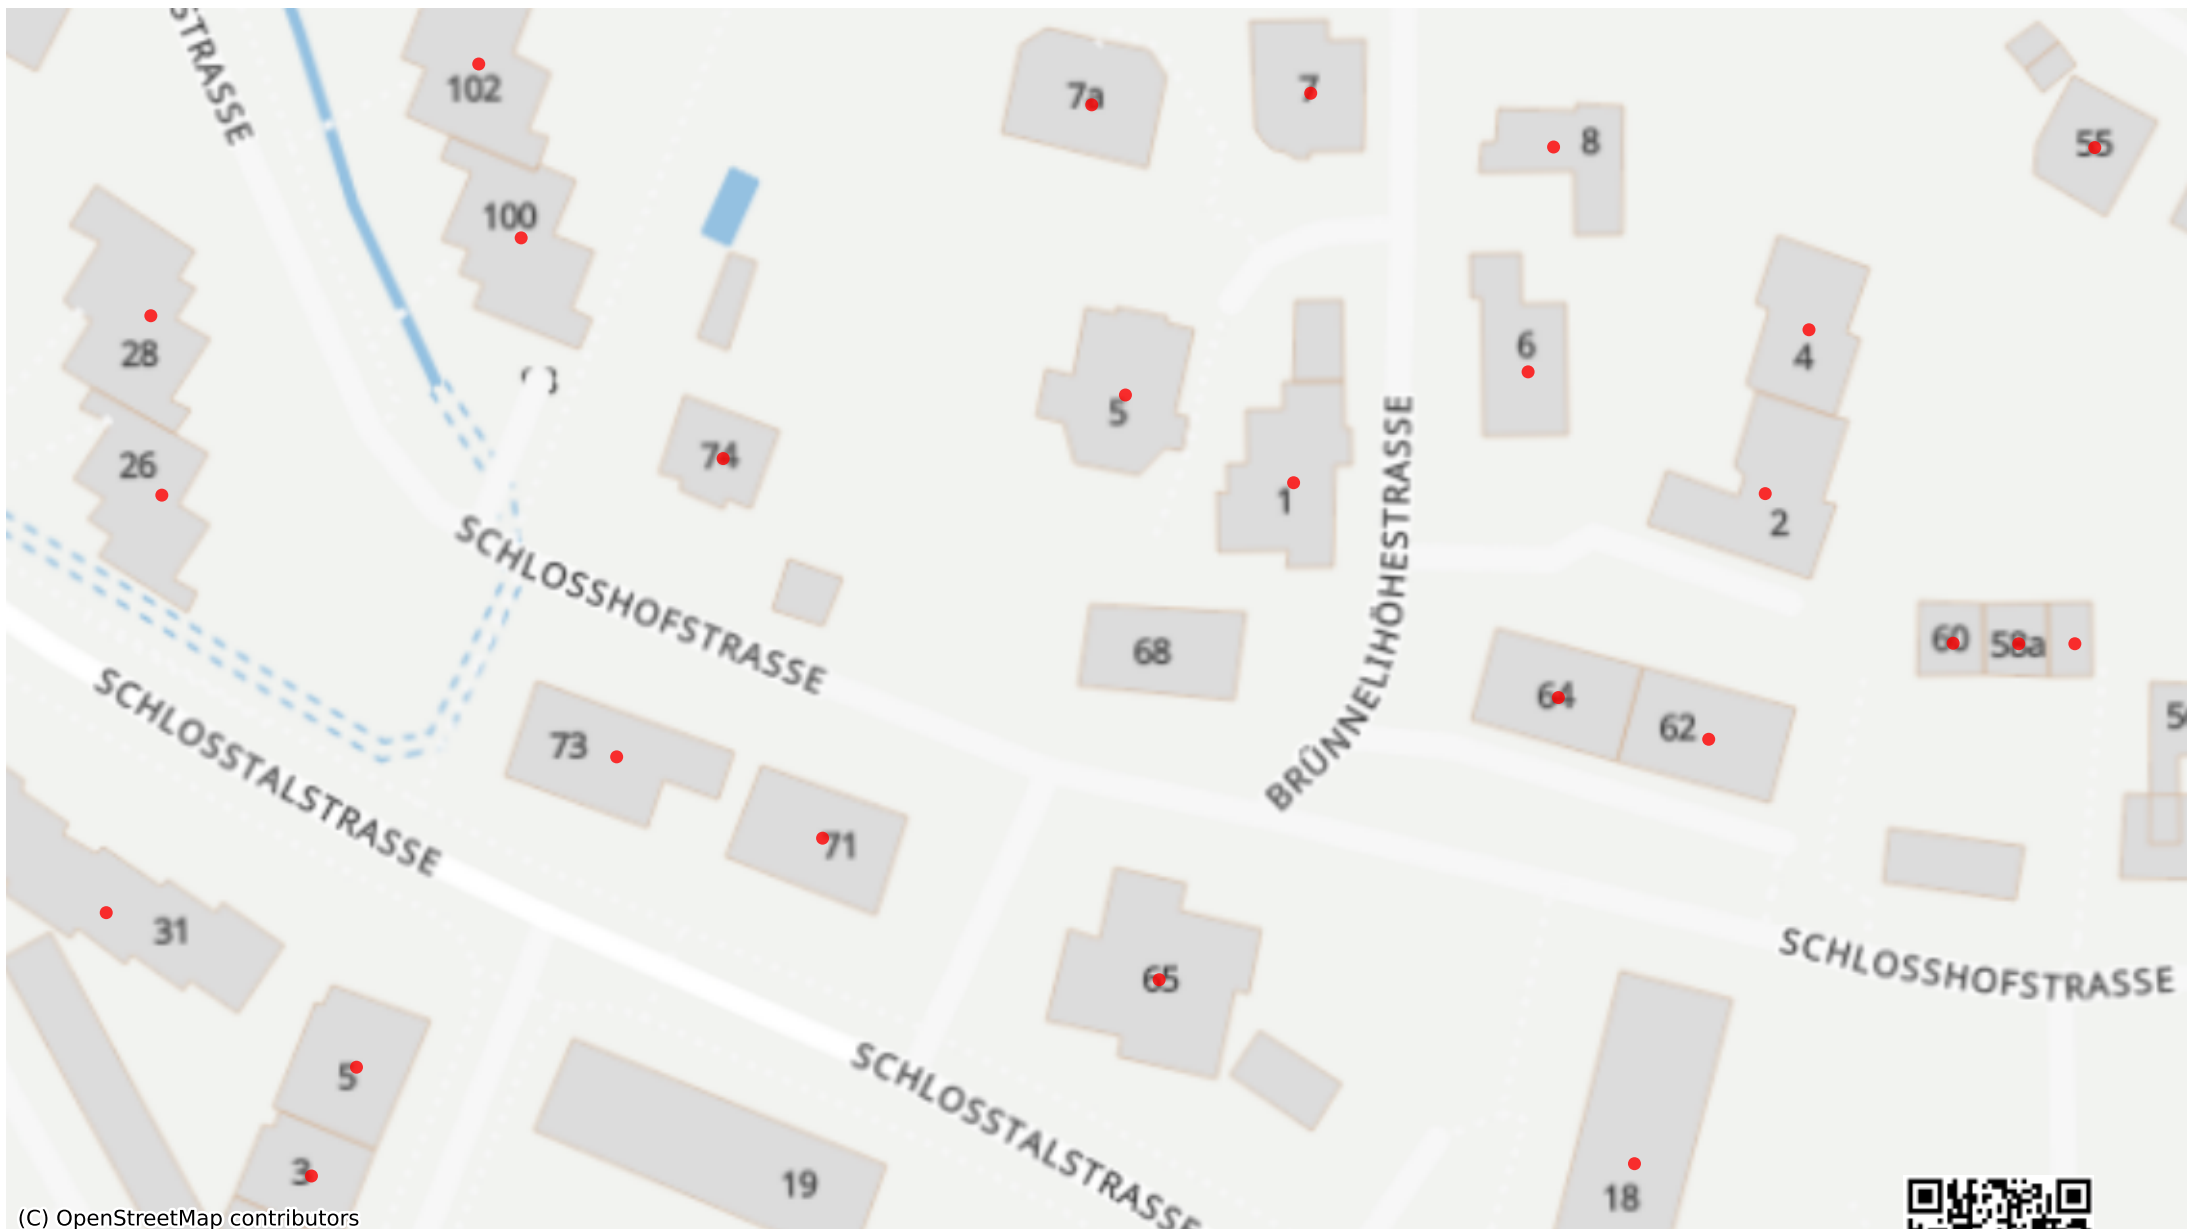 STRASSE
102
7a
7
8
55
100
28
6
4
5
26
74
1
2
SCHLOSSHOFSTRASSE
BRÜNNELIHÖHESTRASSE
68
60
58a
64
62
73
71
SCHLOSSTALSTRASSE
31
65
SCHLOSSHOFSTRASSE
5
3
19
SCHLOSSTALSTRASSE
18
(C) OpenStreetMap contributors